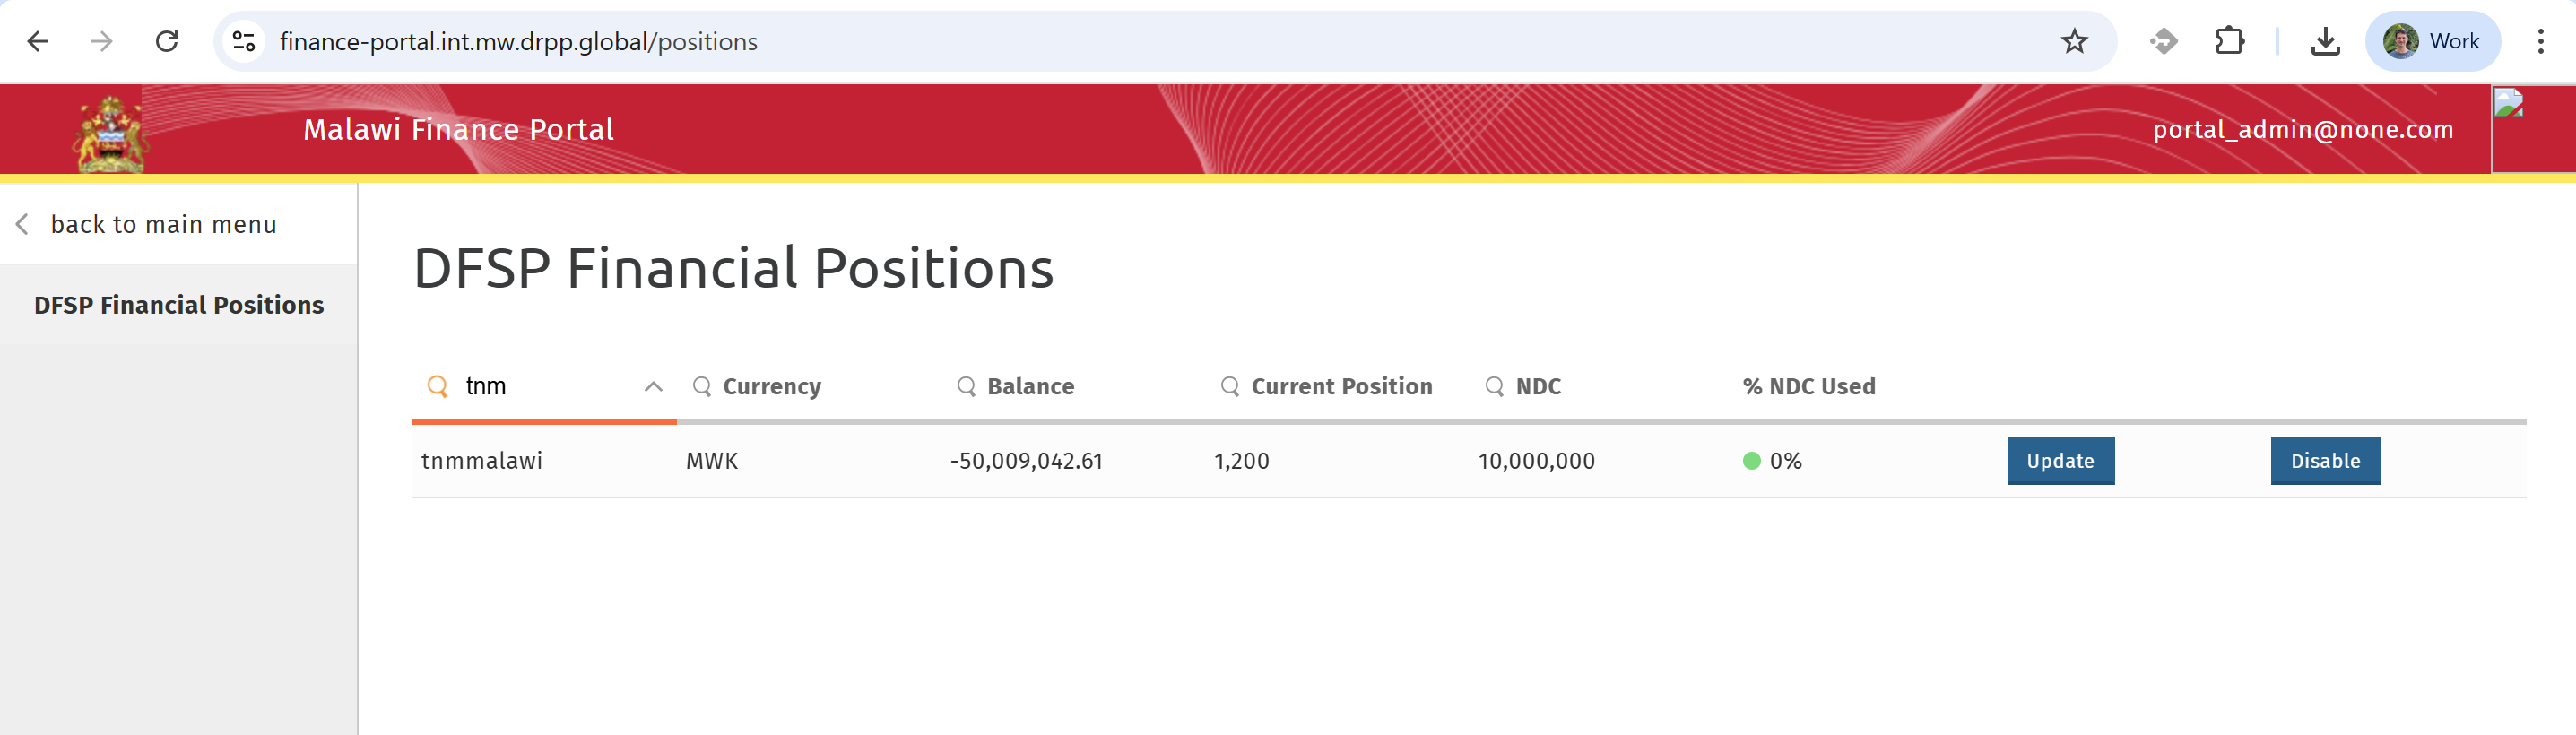 finance-portal.int.mw.drpp.global/positions
Work
Malawi Finance Portal
portal_admin@none.com
back to main menu
DFSP Financial Positions
DFSP Financial Positions
tnm Currency Balance Current Position NDC % NDC Used
tnmmalawi MWK -50,009,042.61 1,200 10,000,000 0% Update Disable